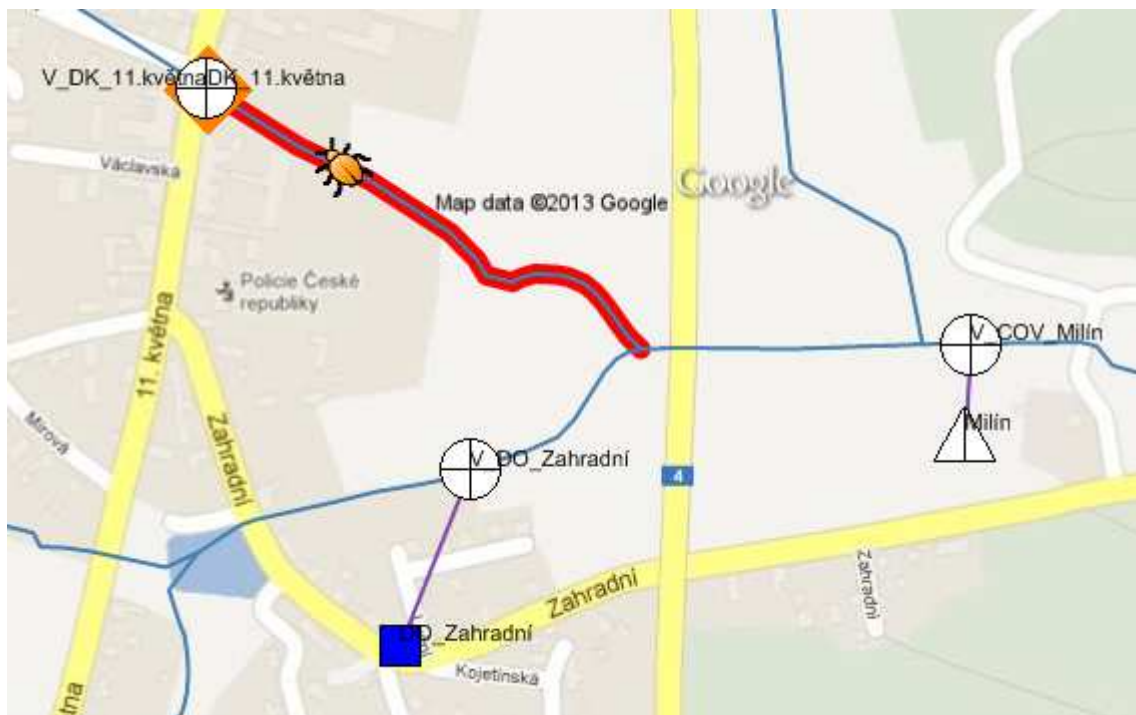 V_DK_11.květnaDK_11.května
Václavská
Google
Map data ©2013 Google
Policie České
republiky
11. května
V_COV_Milín
Mírová
Zahradní
Milín
V_DO_Zahradní
4
Zahradní
Zahradní
DO_Zahradní
Kojetínská